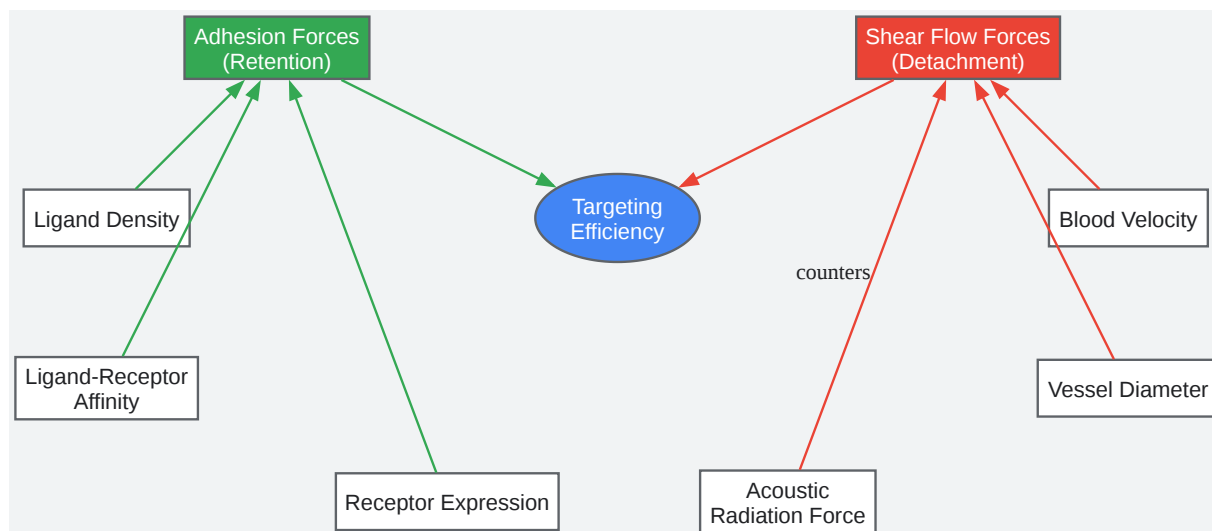 Adhesion Forces
(Retention)
Shear Flow Forces
(Detachment)
Ligand Density
Targeting
Efficiency
Blood Velocity
counters
Ligand-Receptor
Affinity
Vessel Diameter
Receptor Expression
Acoustic
Radiation Force